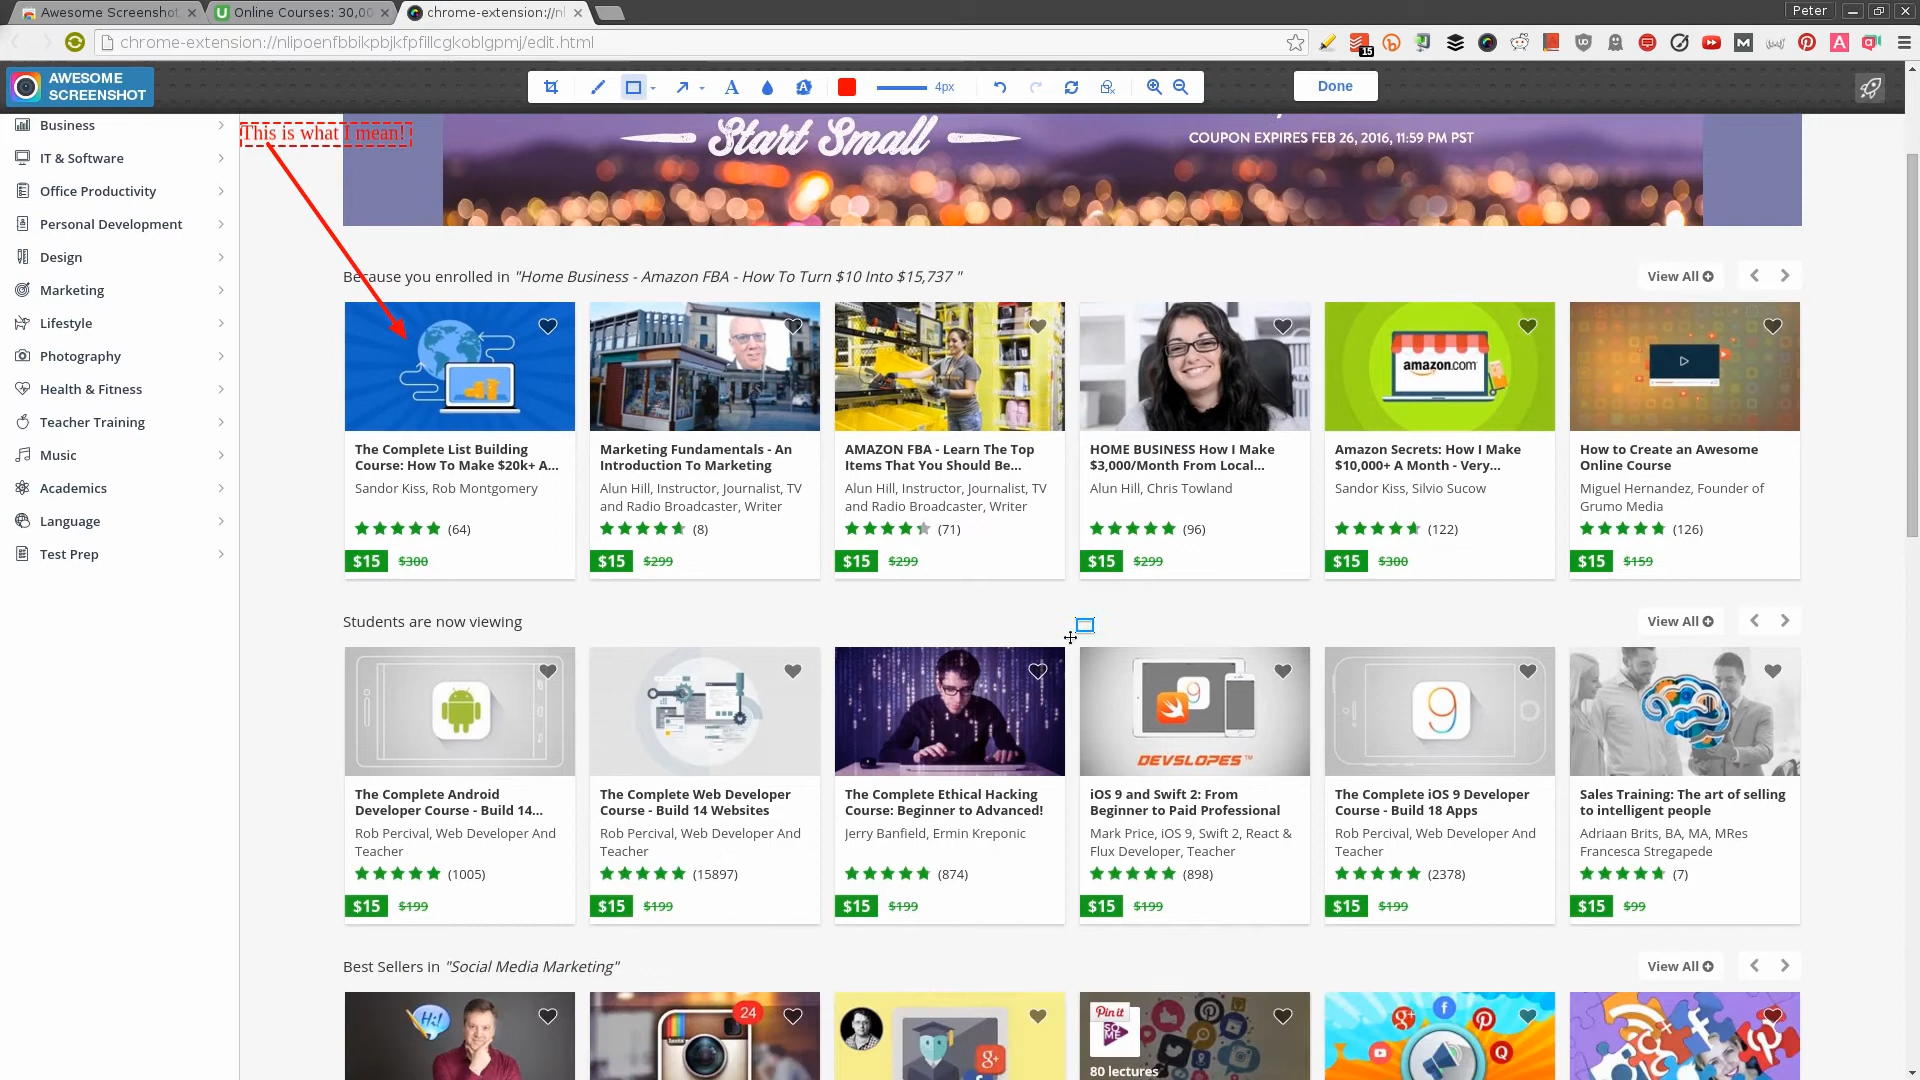 Awesome Screenshot
Online Courses: 30,00
chrome-extension://nl
Peter
chrome-extension://nlipoenfbbikpbjkfpfillcgkoblgpmj/edit.html
15
AWESOME
SCREENSHOT
A
4px
Done
This is what I mean!
Start Small
COUPON EXPIRES FEB 26, 2016, 11:59 PM PST
Business
IT & Software
Office Productivity
Personal Development
Design
Marketing
Lifestyle
Photography
Health & Fitness
Teacher Training
Music
Academics
Language
Test Prep
Because you enrolled in "Home Business - Amazon FBA - How To Turn $10 Into $15,737 "
View All
amazon.com
The Complete List Building
Course: How To Make $20k+ A...
Sandor Kiss, Rob Montgomery
(64)
$15 $300
Marketing Fundamentals - An
Introduction To Marketing
Alun Hill, Instructor, Journalist, TV
and Radio Broadcaster, Writer
(8)
$15 $299
AMAZON FBA - Learn The Top
Items That You Should Be...
Alun Hill, Instructor, Journalist, TV
and Radio Broadcaster, Writer
(71)
$15 $299
HOME BUSINESS How I Make
$3,000/Month From Local...
Alun Hill, Chris Towland
(96)
$15 $299
Amazon Secrets: How I Make
$10,000+ A Month - Very...
Sandor Kiss, Silvio Sucow
(122)
$15 $300
How to Create an Awesome
Online Course
Miguel Hernandez, Founder of
Grumo Media
(126)
$15 $159
Students are now viewing
View All
9
DEVSLOPES™
9
The Complete Android
Developer Course - Build 14...
Rob Percival, Web Developer And
Teacher
(1005)
$15 $199
The Complete Web Developer
Course - Build 14 Websites
Rob Percival, Web Developer And
Teacher
(15897)
$15 $199
The Complete Ethical Hacking
Course: Beginner to Advanced!
Jerry Banfield, Ermin Kreponic
(874)
$15 $199
iOS 9 and Swift 2: From
Beginner to Paid Professional
Mark Price, iOS 9, Swift 2, React &
Flux Developer, Teacher
(898)
$15 $199
The Complete iOS 9 Developer
Course - Build 18 Apps
Rob Percival, Web Developer And
Teacher
(2378)
$15 $199
Sales Training: The art of selling
to intelligent people
Adriaan Brits, BA, MA, MRes
Francesca Stregapede
(7)
$15 $99
Best Sellers in "Social Media Marketing"
View All
Hi!
24
g+
Pin it
SOME
80 lectures
g+
f
Q